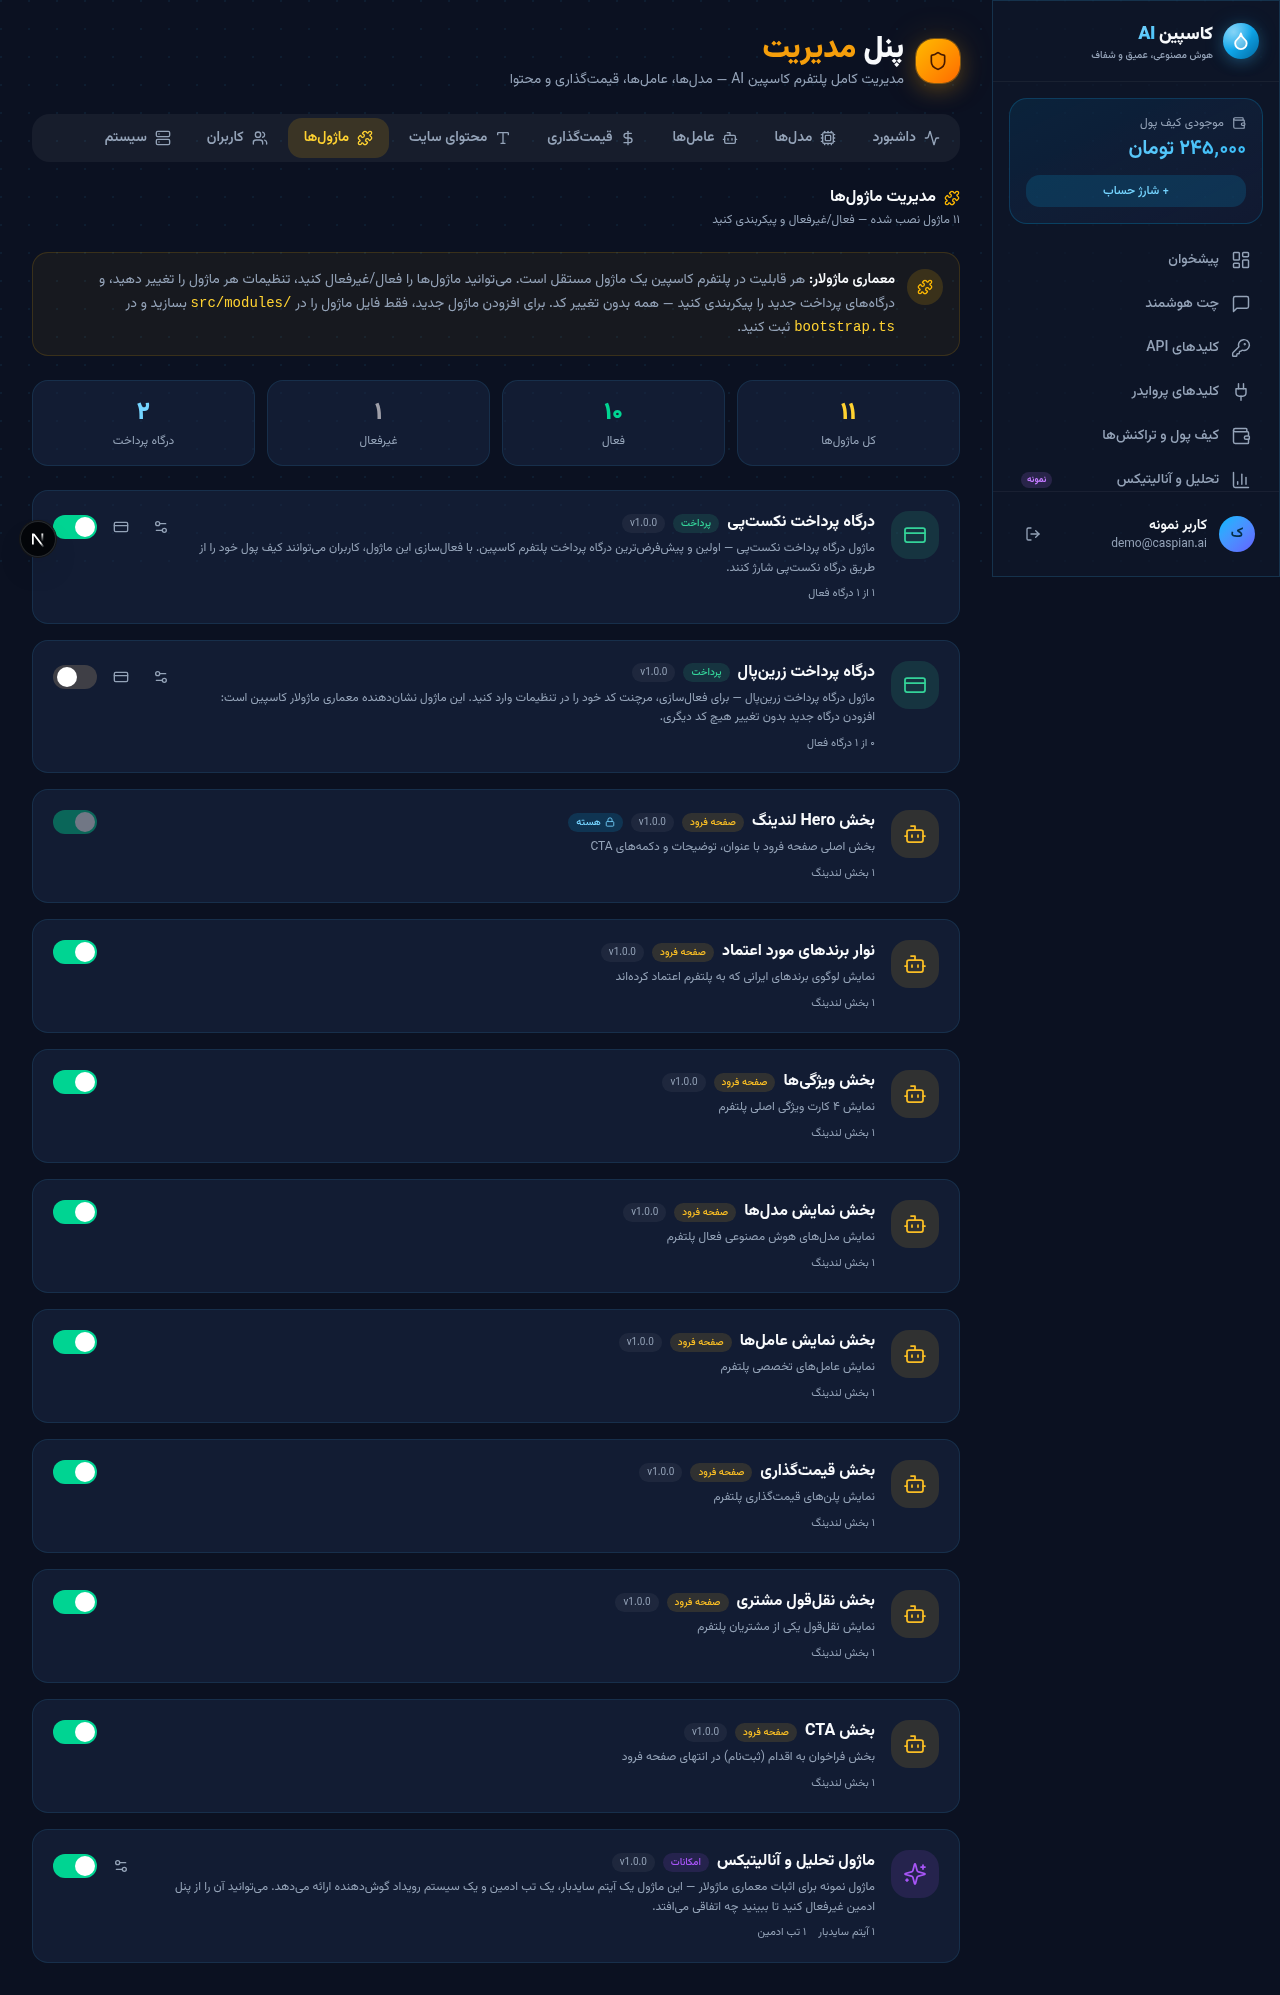 کاسپین AI
هوش مصنوعی، عمیق و شفاف
موجودی کیف پول
۲۴۵,۰۰۰ تومان
+ شارژ حساب
پیشخوان
چت هوشمند
کلیدهای API
کلیدهای پروایدر
کیف پول و تراکنش‌ها
تحلیل و آنالیتیکس
نمونه
ک
کاربر نمونه
demo@caspian.ai
پنل مدیریت
مدیریت کامل پلتفرم کاسپین AI — مدل‌ها، عامل‌ها، قیمت‌گذاری و محتوا
داشبورد
مدل‌ها
عامل‌ها
قیمت‌گذاری
محتوای سایت
ماژول‌ها
کاربران
سیستم
مدیریت ماژول‌ها
۱۱ ماژول نصب شده — فعال/غیرفعال و پیکربندی کنید
معماری ماژولار: هر قابلیت در پلتفرم کاسپین یک ماژول مستقل است. می‌توانید ماژول‌ها را فعال/غیرفعال کنید، تنظیمات هر ماژول را تغییر دهید، و
درگاه‌های پرداخت جدید را پیکربندی کنید — همه بدون تغییر کد. برای افزودن ماژول جدید، فقط فایل ماژول را در src/modules/ بسازید و در
bootstrap.ts ثبت کنید.
۱۱
کل ماژول‌ها
۱۰
فعال
۱
غیرفعال
۲
درگاه پرداخت
درگاه پرداخت نکست‌پی پرداخت v1.0.0
ماژول درگاه پرداخت نکست‌پی — اولین و پیش‌فرض‌ترین درگاه پرداخت پلتفرم کاسپین. با فعال‌سازی این ماژول، کاربران می‌توانند کیف پول خود را از
طریق درگاه نکست‌پی شارژ کنند.
۱ از ۱ درگاه فعال
N
درگاه پرداخت زرین‌پال پرداخت v1.0.0
ماژول درگاه پرداخت زرین‌پال — برای فعال‌سازی، مرچنت کد خود را در تنظیمات وارد کنید. این ماژول نشان‌دهنده معماری ماژولار کاسپین است:
افزودن درگاه جدید بدون تغییر هیچ کد دیگری.
۰ از ۱ درگاه فعال
بخش Hero لندینگ صفحه فرود v1.0.0 هسته
بخش اصلی صفحه فرود با عنوان، توضیحات و دکمه‌های CTA
۱ بخش لندینگ
نوار برندهای مورد اعتماد صفحه فرود v1.0.0
نمایش لوگوی برندهای ایرانی که به پلتفرم اعتماد کرده‌اند
۱ بخش لندینگ
بخش ویژگی‌ها صفحه فرود v1.0.0
نمایش ۴ کارت ویژگی اصلی پلتفرم
۱ بخش لندینگ
بخش نمایش مدل‌ها صفحه فرود v1.0.0
نمایش مدل‌های هوش مصنوعی فعال پلتفرم
۱ بخش لندینگ
بخش نمایش عامل‌ها صفحه فرود v1.0.0
نمایش عامل‌های تخصصی پلتفرم
۱ بخش لندینگ
بخش قیمت‌گذاری صفحه فرود v1.0.0
نمایش پلن‌های قیمت‌گذاری پلتفرم
۱ بخش لندینگ
بخش نقل‌قول مشتری صفحه فرود v1.0.0
نمایش نقل‌قول یکی از مشتریان پلتفرم
۱ بخش لندینگ
بخش CTA صفحه فرود v1.0.0
بخش فراخوان به اقدام (ثبت‌نام) در انتهای صفحه فرود
۱ بخش لندینگ
ماژول تحلیل و آنالیتیکس امکانات v1.0.0
ماژول نمونه برای اثبات معماری ماژولار — این ماژول یک آیتم سایدبار، یک تب ادمین و یک سیستم رویداد گوش‌دهنده ارائه می‌دهد. می‌توانید آن را از پنل
ادمین غیرفعال کنید تا ببینید چه اتفاقی می‌افتد.
۱ آیتم سایدبار ۱ تب ادمین